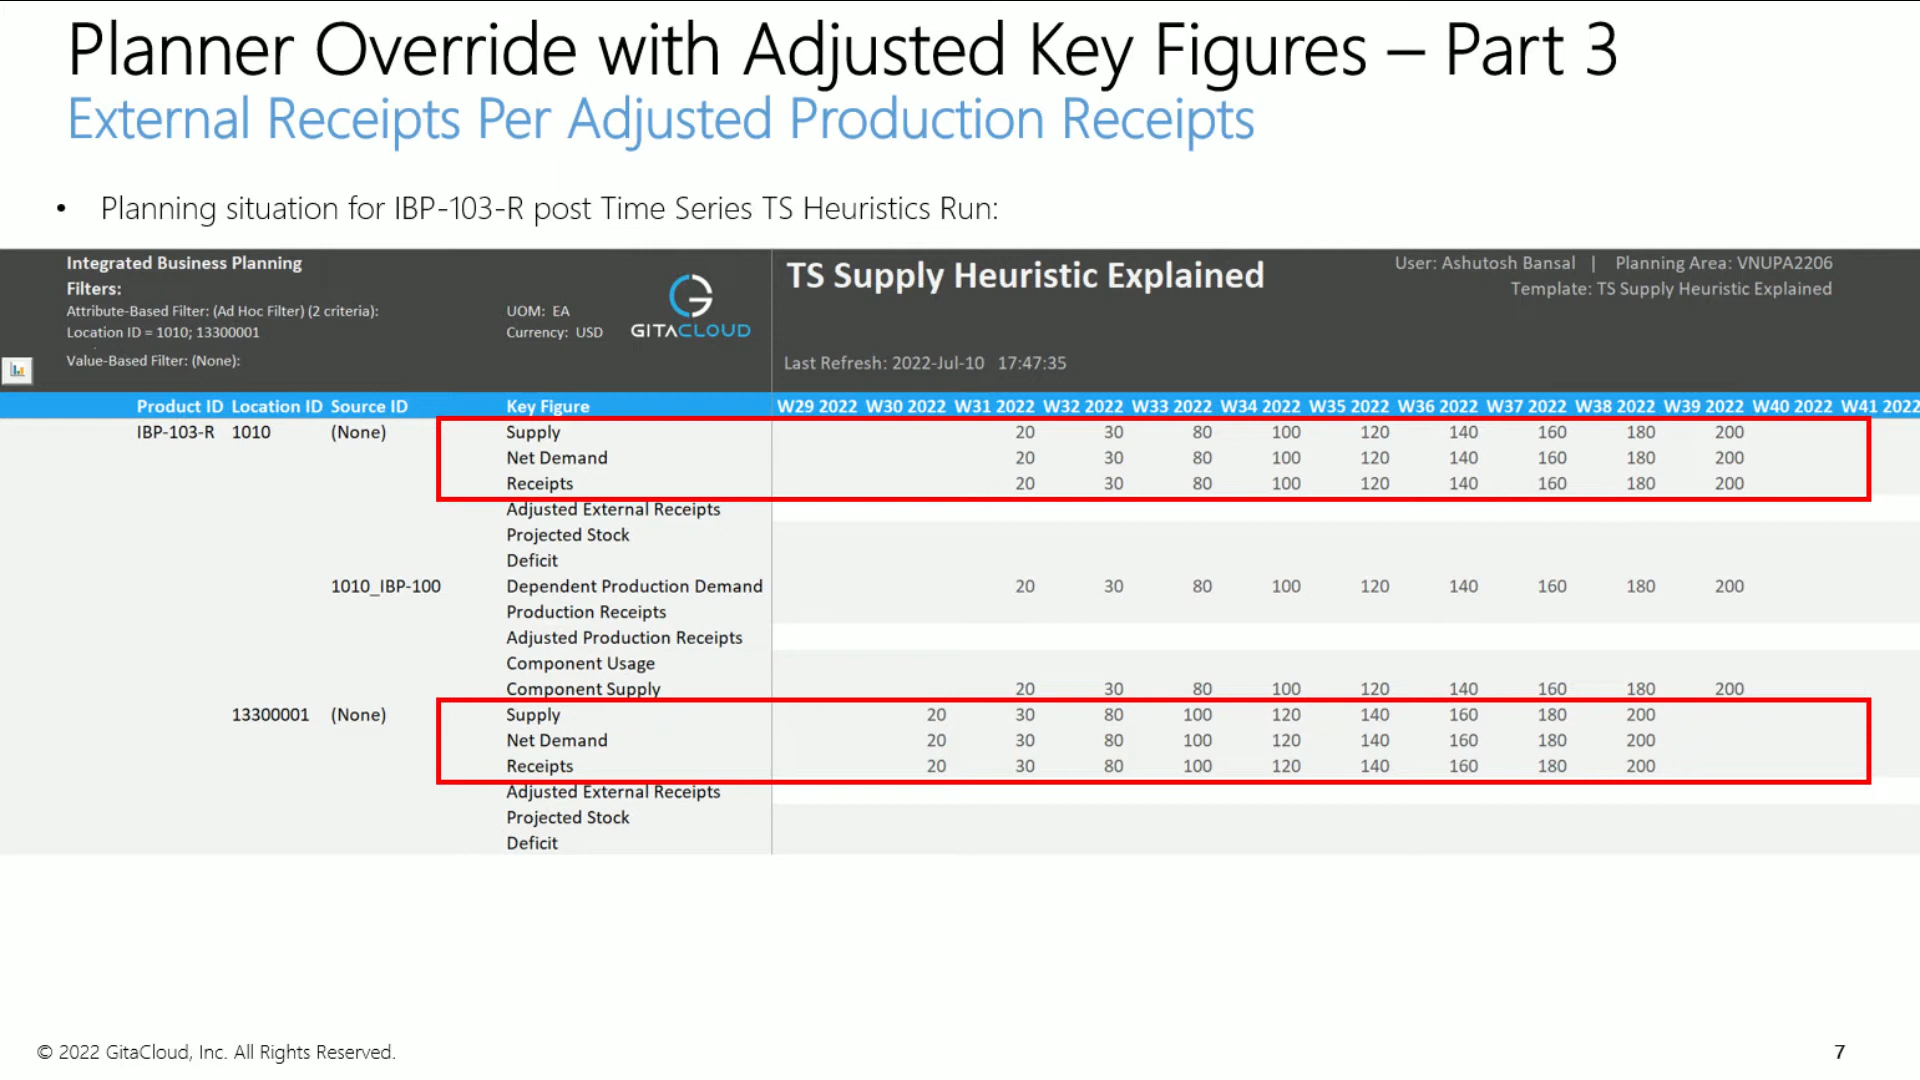 Planner Override with Adjusted Key Figures – Part 3
External Receipts Per Adjusted Production Receipts
• Planning situation for IBP-103-R post Time Series TS Heuristics Run:
Integrated Business Planning
Filters:
Attribute-Based Filter: (Ad Hoc Filter) (2 criteria):
Location ID = 1010; 13300001
Value-Based Filter: (None):
UOM: EA
Currency: USD
GITACLOUD
TS Supply Heuristic Explained
Last Refresh: 2022-Jul-10 17:47:35
User: Ashutosh Bansal | Planning Area: VNUPA2206
Template: TS Supply Heuristic Explained
Product ID Location ID Source ID Key Figure W29 2022 W30 2022 W31 2022 W32 2022 W33 2022 W34 2022 W35 2022 W36 2022 W37 2022 W38 2022 W39 2022 W40 2022 W41 2022
IBP-103-R 1010 (None) Supply 20 30 80 100 120 140 160 180 200
Net Demand 20 30 80 100 120 140 160 180 200
Receipts 20 30 80 100 120 140 160 180 200
Adjusted External Receipts
Projected Stock
Deficit
1010_IBP-100 Dependent Production Demand 20 30 80 100 120 140 160 180 200
Production Receipts
Adjusted Production Receipts
Component Usage
Component Supply 20 30 80 100 120 140 160 180 200
13300001 (None) Supply 20 30 80 100 120 140 160 180 200
Net Demand 20 30 80 100 120 140 160 180 200
Receipts 20 30 80 100 120 140 160 180 200
Adjusted External Receipts
Projected Stock
Deficit
© 2022 GitaCloud, Inc. All Rights Reserved.
7